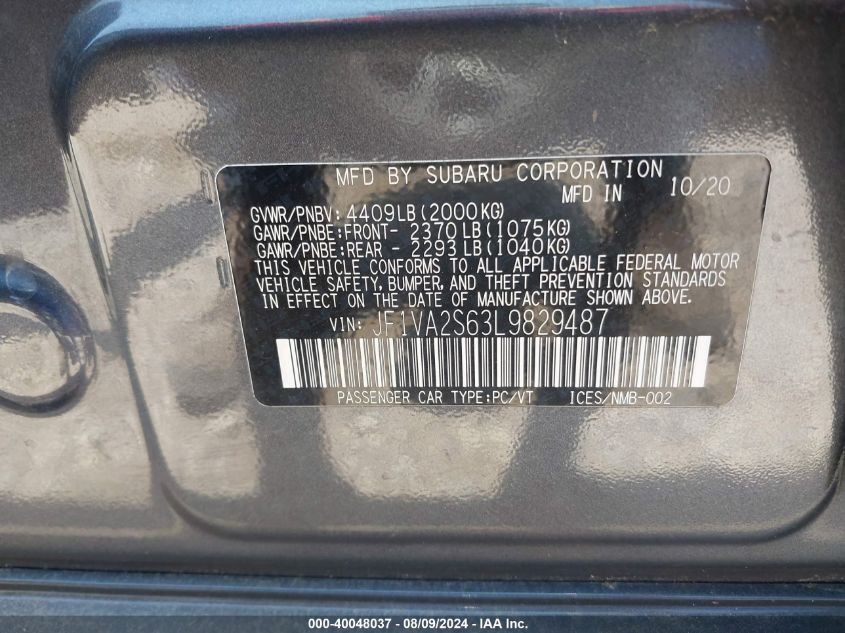 MFD BY SUBARU CORPORATION
MFD IN 10/20
GVWR/PNBV: 4409LB(2000KG)
GAWR/PNBE:FRONT- 2370LB(1075KG)
GAWR/PNBE:REAR - 2293LB(1040KG)
THIS VEHICLE CONFORMS TO ALL APPLICABLE FEDERAL MOTOR
VEHICLE SAFETY, BUMPER, AND THEFT PREVENTION STANDARDS
IN EFFECT ON THE DATE OF MANUFACTURE SHOWN ABOVE.
VIN: JF1VA2S63L9829487
PASSENGER CAR TYPE:PC/VT ICES/NMB-002
000-40048037 - 08/09/2024 - IAA Inc.